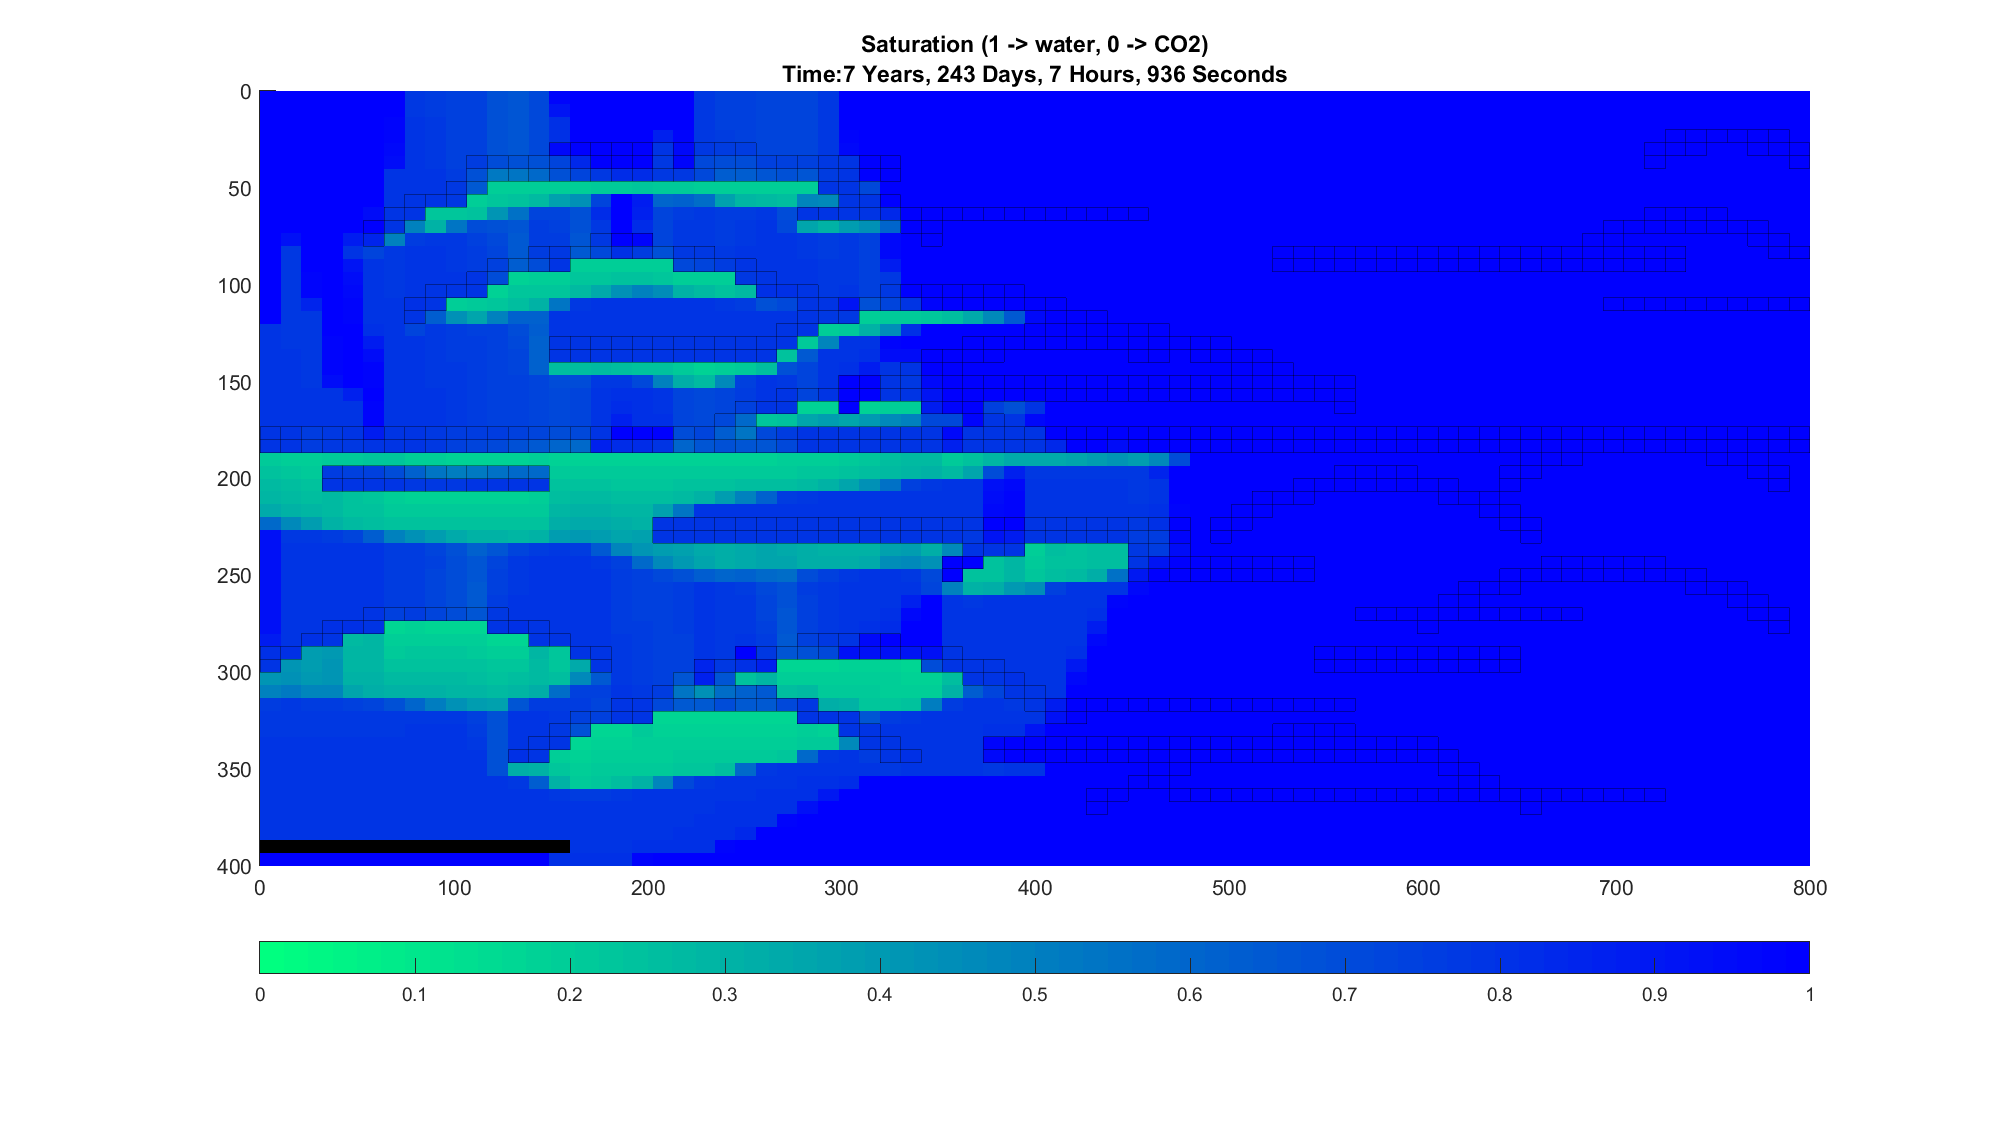 Saturation (1 -> water, 0 -> CO2)
Time:7 Years, 243 Days, 7 Hours, 936 Seconds
0
50
100
150
200
250
300
350
400
0 100 200 300 400 500 600 700 800
0 0.1 0.2 0.3 0.4 0.5 0.6 0.7 0.8 0.9 1